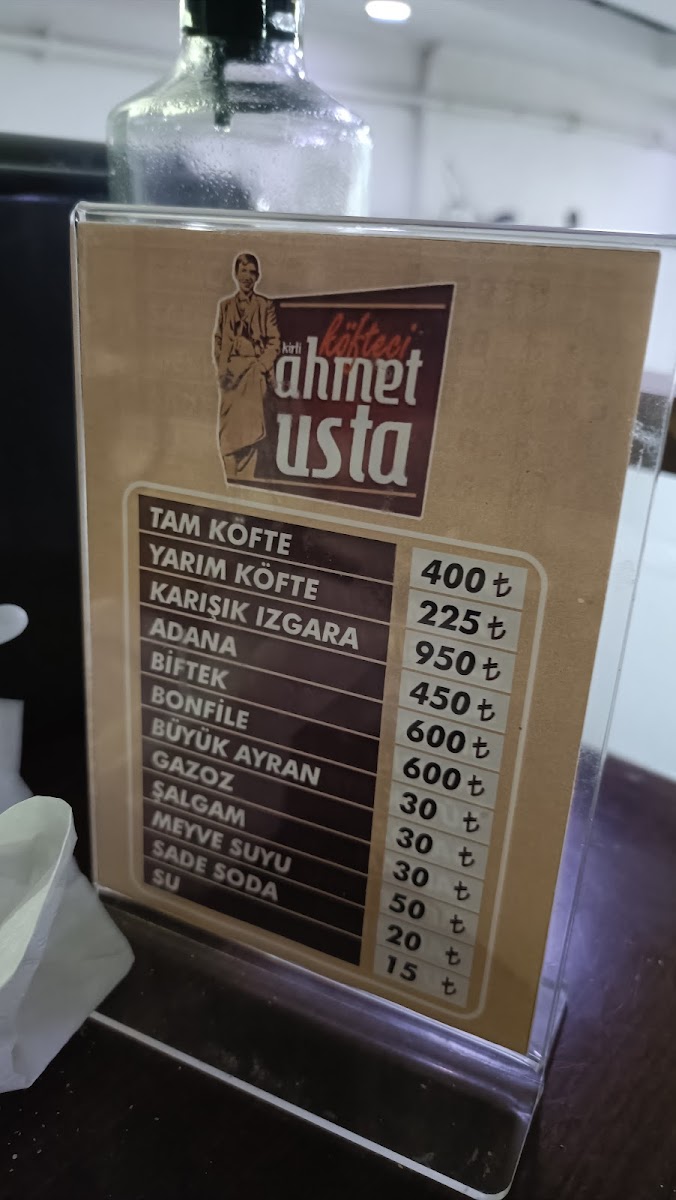 köfteci
kirli
ahmet
usta
TAM KÖFTE 400 ₺
YARIM KÖFTE 225 ₺
KARIŞIK IZGARA 950 ₺
ADANA 450 ₺
BİFTEK 600 ₺
BONFİLE 600 ₺
BÜYÜK AYRAN 30 ₺
GAZOZ 30 ₺
ŞALGAM 30 ₺
MEYVE SUYU 50 ₺
SADE SODA 20 ₺
SU 15 ₺